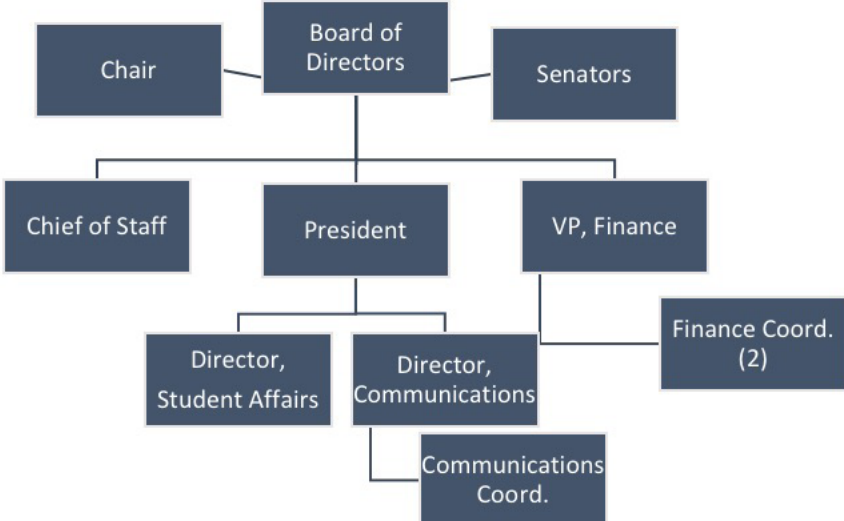 Board of
Directors
Chair
Senators
Chief of Staff
President
VP, Finance
Finance Coord.
(2)
Director,
Student Affairs
Director,
Communications
Communications
Coord.